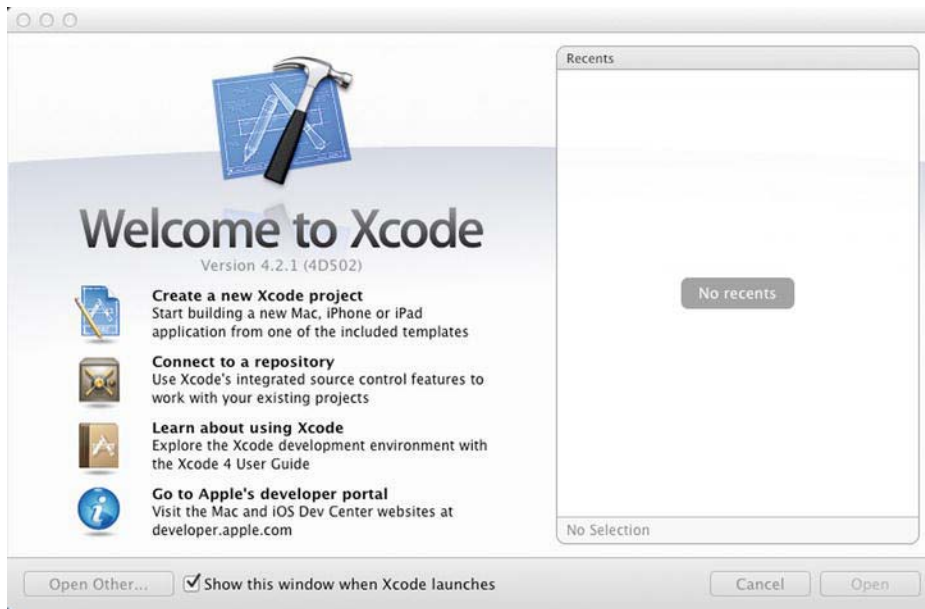 Welcome to Xcode
Version 4.2.1 (4D502)
Create a new Xcode project
Start building a new Mac, iPhone or iPad
application from one of the included templates
Connect to a repository
Use Xcode's integrated source control features to
work with your existing projects
Learn about using Xcode
Explore the Xcode development environment with
the Xcode 4 User Guide
Go to Apple's developer portal
Visit the Mac and iOS Dev Center websites at
developer.apple.com
Recents
No recents
No Selection
Open Other...
Show this window when Xcode launches
Cancel
Open